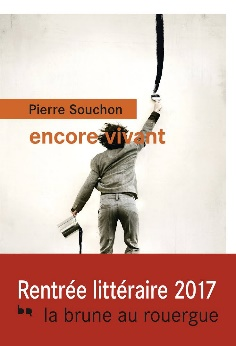 Pierre Souchon
encore vivant
Rentrée littéraire 2017
la brune au rouergue